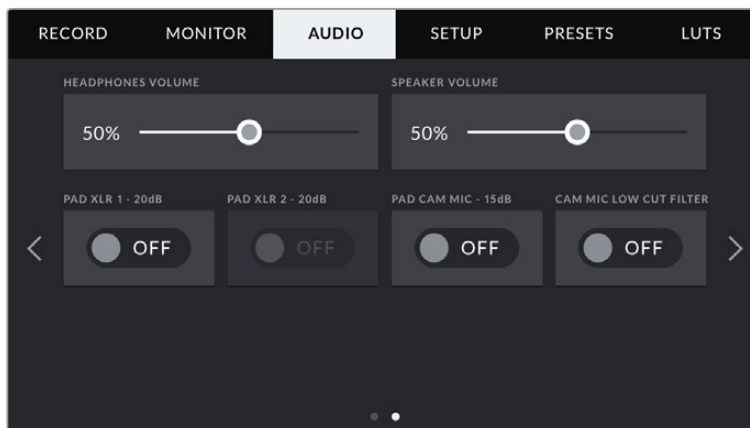 RECORD MONITOR AUDIO SETUP PRESETS LUTS
HEADPHONES VOLUME SPEAKER VOLUME
50% 50%
PAD XLR 1 - 20dB PAD XLR 2 - 20dB PAD CAM MIC - 15dB CAM MIC LOW CUT FILTER
OFF OFF OFF OFF